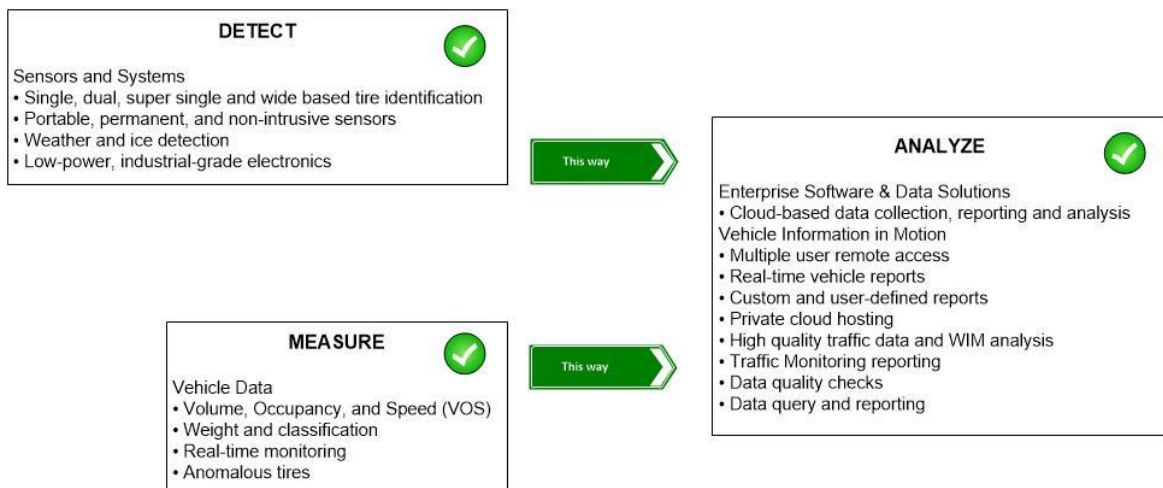 DETECT
Sensors and Systems
• Single, dual, super single and wide based tire identification
• Portable, permanent, and non-intrusive sensors
• Weather and ice detection
• Low-power, industrial-grade electronics
This way
MEASURE
Vehicle Data
• Volume, Occupancy, and Speed (VOS)
• Weight and classification
• Real-time monitoring
• Anomalous tires
This way
ANALYZE
Enterprise Software & Data Solutions
• Cloud-based data collection, reporting and analysis
Vehicle Information in Motion
• Multiple user remote access
• Real-time vehicle reports
• Custom and user-defined reports
• Private cloud hosting
• High quality traffic data and WIM analysis
• Traffic Monitoring reporting
• Data quality checks
• Data query and reporting